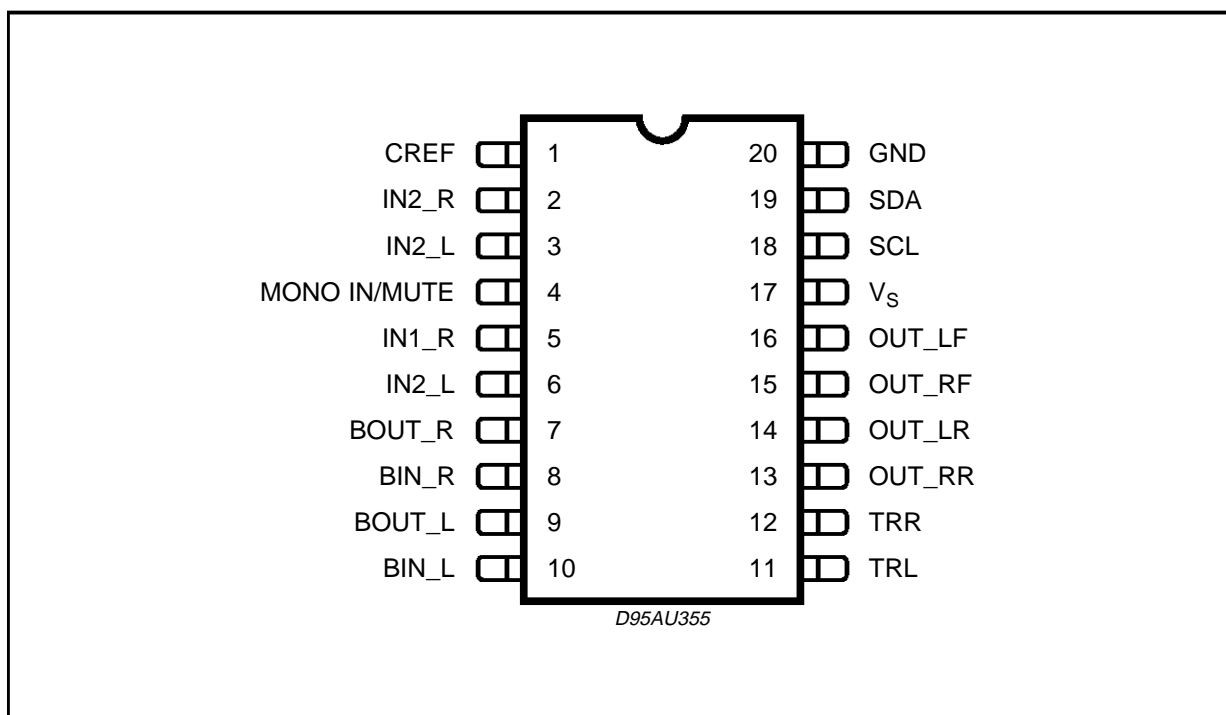 CREF 1 20 GND
IN2_R 2 19 SDA
IN2_L 3 18 SCL
MONO IN/MUTE 4 17 VS
IN1_R 5 16 OUT_LF
IN2_L 6 15 OUT_RF
BOUT_R 7 14 OUT_LR
BIN_R 8 13 OUT_RR
BOUT_L 9 12 TRR
BIN_L 10 11 TRL
D95AU355